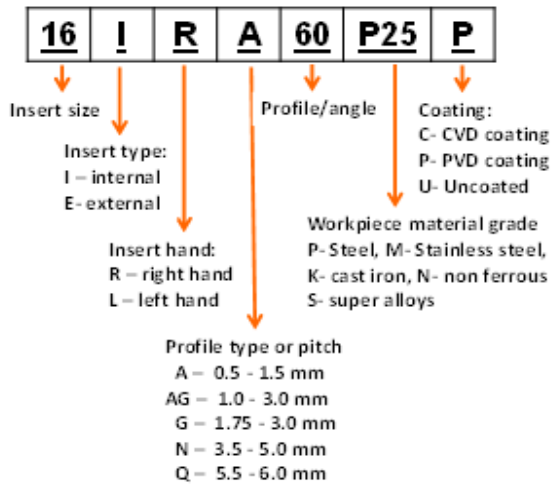 16 I R A 60 P25 P
Insert size
Profile/angle
Coating:
C- CVD coating
P- PVD coating
U- Uncoated
Insert type:
I – internal
E- external
Workpiece material grade
P- Steel, M- Stainless steel,
K- cast iron, N- non ferrous
S- super alloys
Insert hand:
R – right hand
L – left hand
Profile type or pitch
A – 0.5 - 1.5 mm
AG – 1.0 - 3.0 mm
G – 1.75 - 3.0 mm
N – 3.5 - 5.0 mm
Q – 5.5 - 6.0 mm